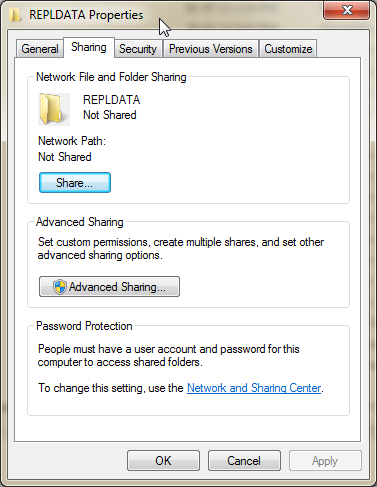 REPLDATA Properties
General Sharing Security Previous Versions Customize
Network File and Folder Sharing
REPLDATA
Not Shared
Network Path:
Not Shared
Share...
Advanced Sharing
Set custom permissions, create multiple shares, and set other
advanced sharing options.
Advanced Sharing...
Password Protection
People must have a user account and password for this
computer to access shared folders.
To change this setting, use the Network and Sharing Center.
OK Cancel Apply